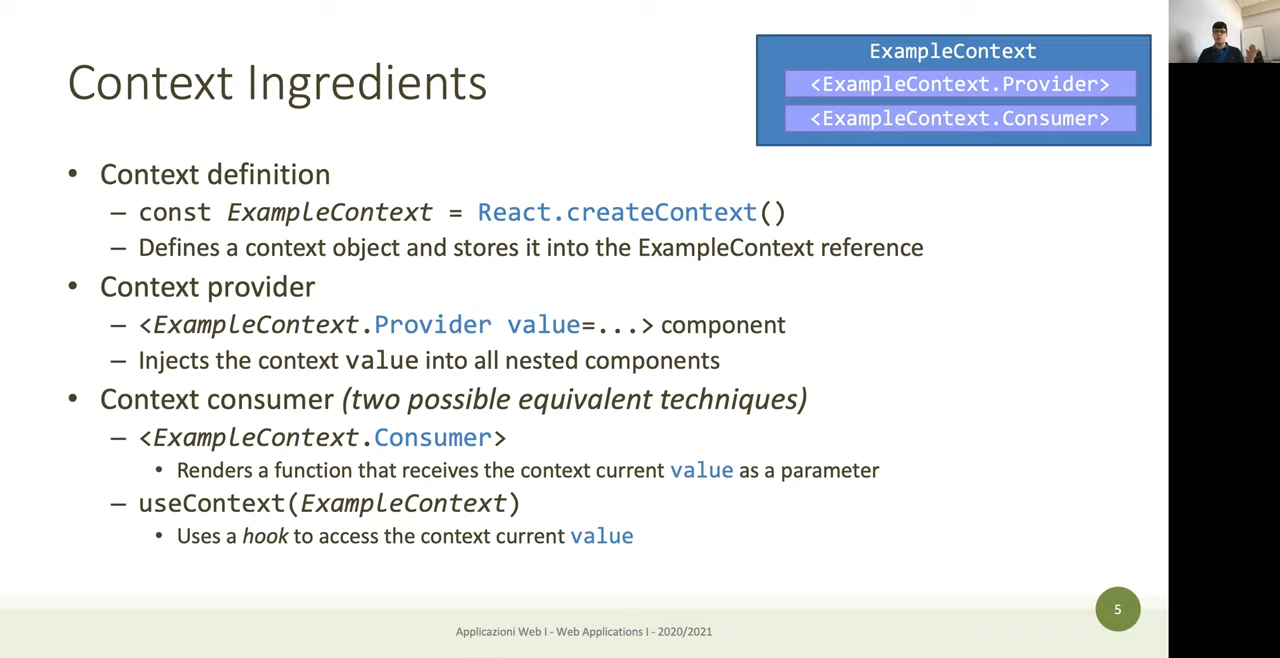 ExampleContext
<ExampleContext.Provider>
<ExampleContext.Consumer>
Context Ingredients
• Context definition
– const ExampleContext = React.createContext()
– Defines a context object and stores it into the ExampleContext reference
• Context provider
– <ExampleContext.Provider value=...> component
– Injects the context value into all nested components
• Context consumer (two possible equivalent techniques)
– <ExampleContext.Consumer>
• Renders a function that receives the context current value as a parameter
– useContext(ExampleContext)
• Uses a hook to access the context current value
5
Applicazioni Web I - Web Applications I - 2020/2021